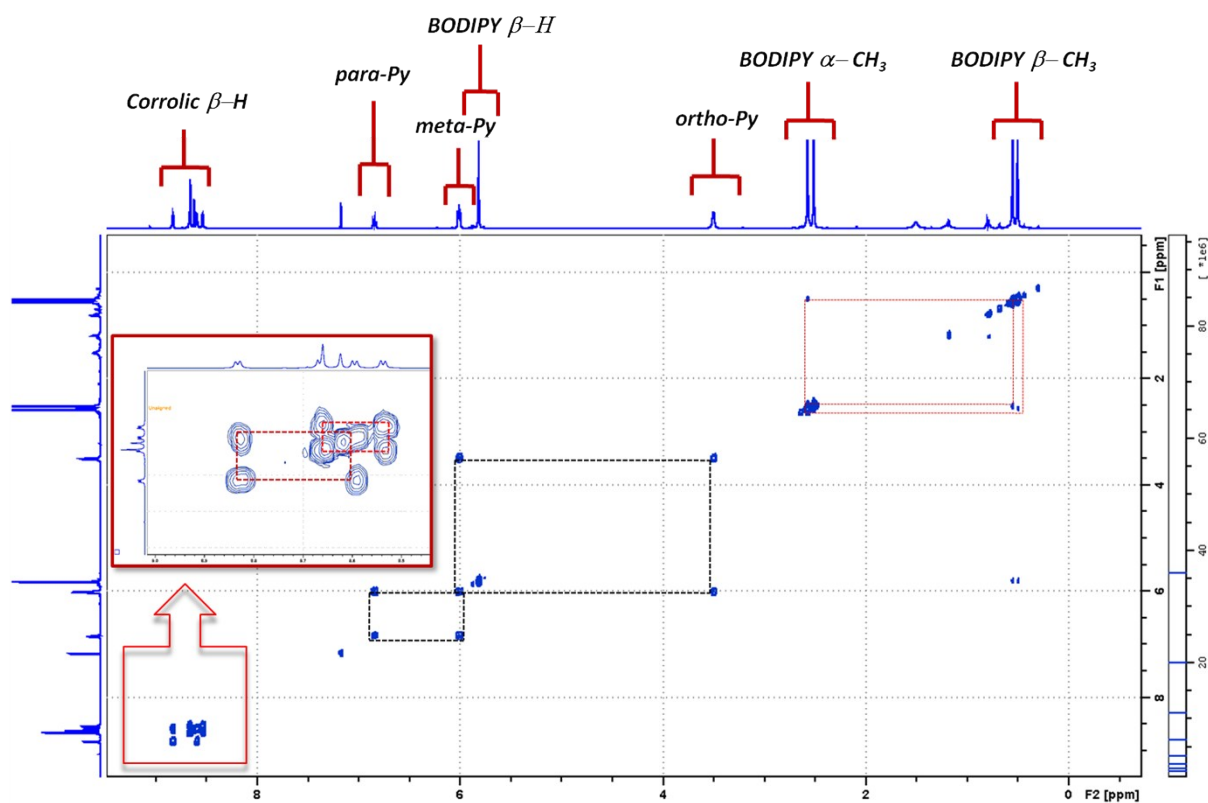 BODIPY β–H
BODIPY α–CH3
BODIPY β–CH3
para-Py
Corrolic β–H
meta-Py
ortho-Py
F1 [ppm]
[ *1e6]
80
2
60
4
40
6
20
8
8
6
4
2
0
F2 [ppm]